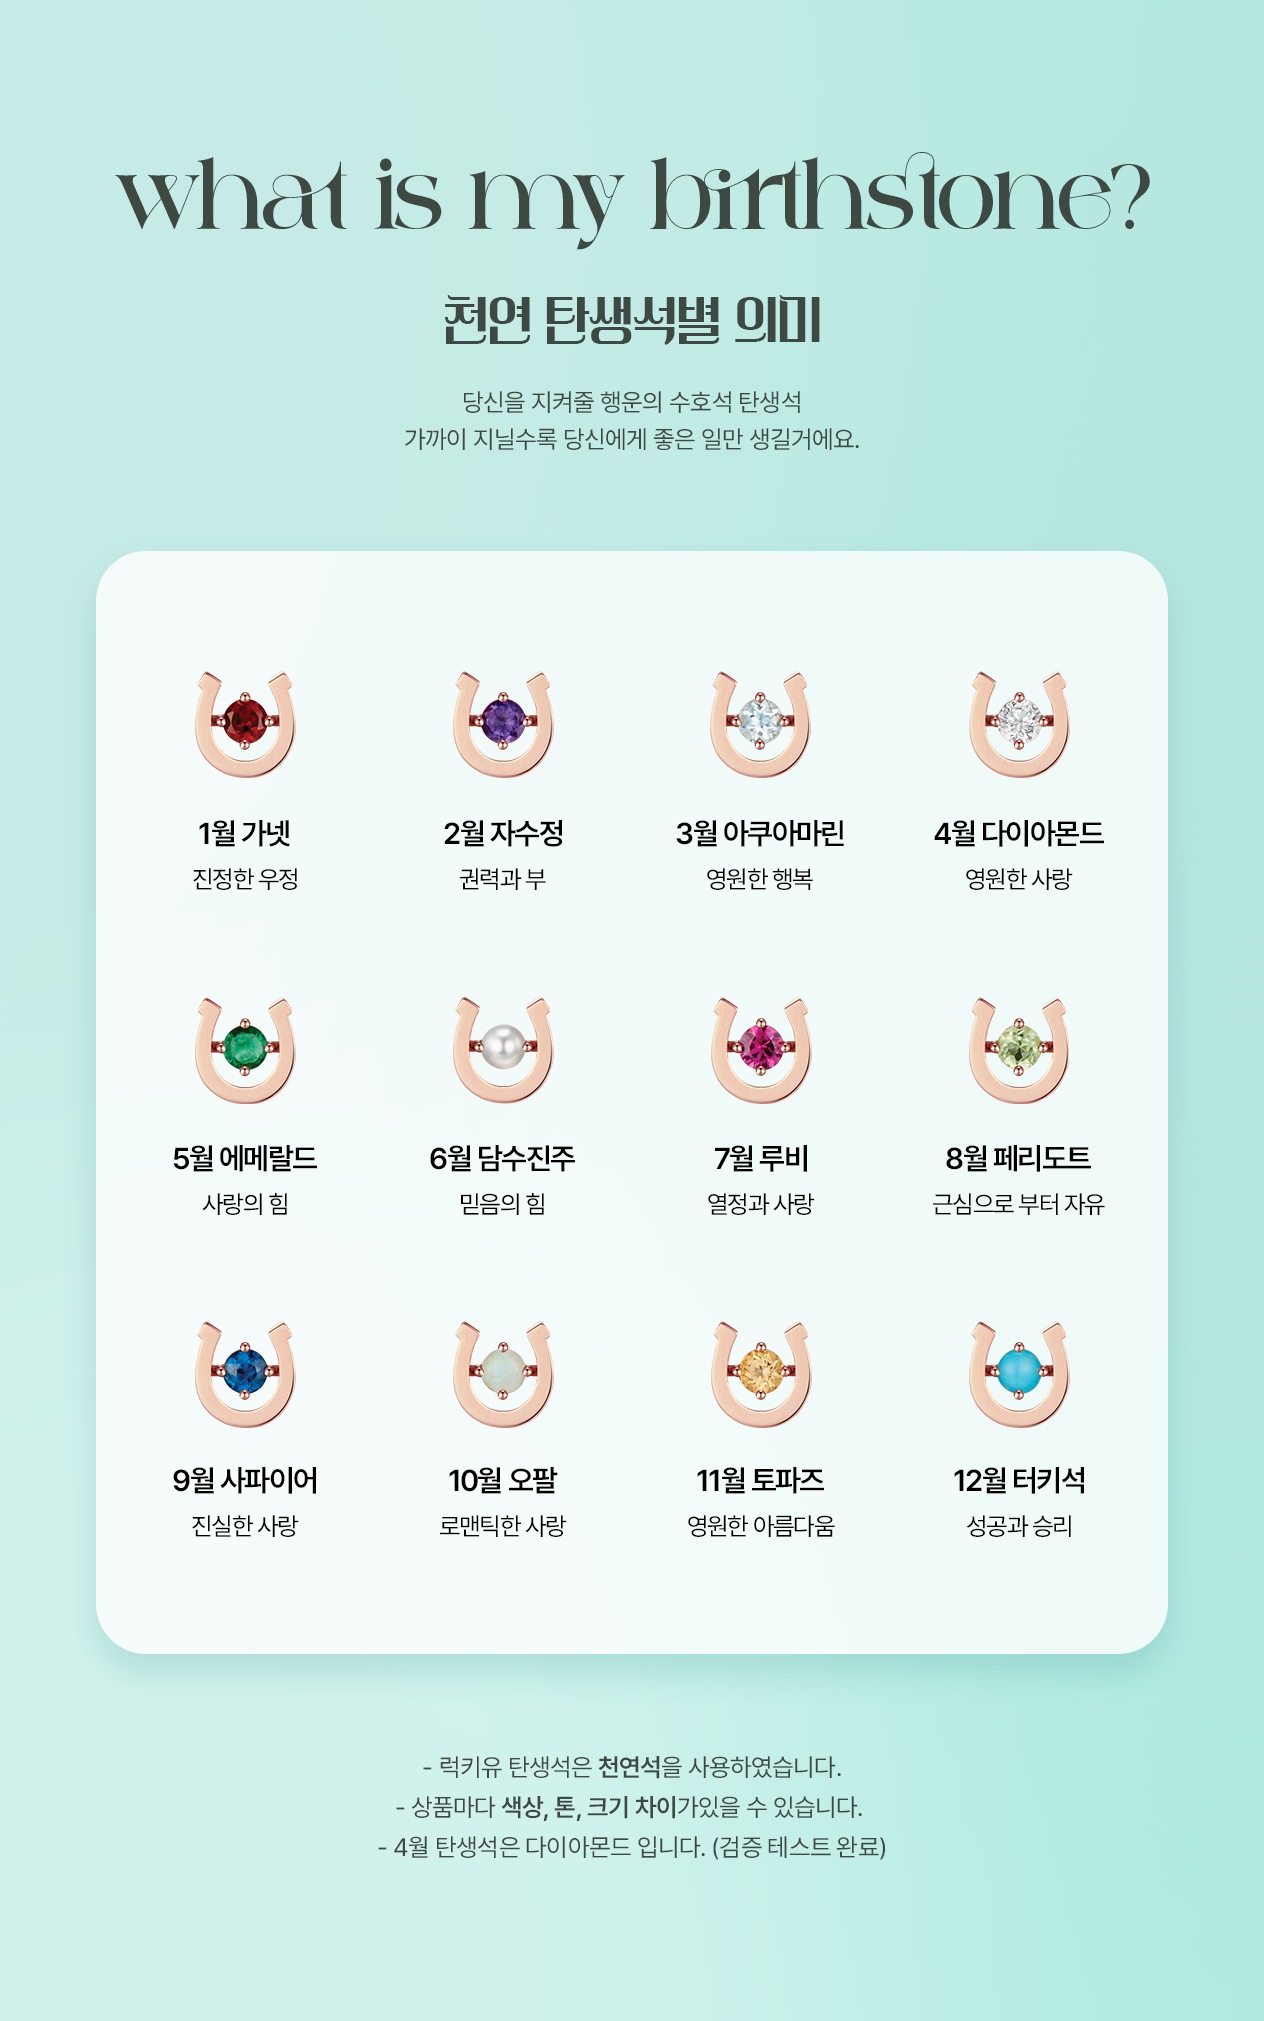 what is my birthstone?
천연 탄생석별 의미
당신을 지켜줄 행운의 수호석 탄생석
가까이 지닐수록 당신에게 좋은 일만 생길거에요.
1월 가넷
진정한 우정
2월 자수정
권력과 부
3월 아쿠아마린
영원한 행복
4월 다이아몬드
영원한 사랑
5월 에메랄드
사랑의 힘
6월 담수진주
믿음의 힘
7월 루비
열정과 사랑
8월 페리도트
근심으로 부터 자유
9월 사파이어
진실한 사랑
10월 오팔
로맨틱한 사랑
11월 토파즈
영원한 아름다움
12월 터키석
성공과 승리
- 럭키유 탄생석은 천연석을 사용하였습니다.
- 상품마다 색상, 톤, 크기 차이가있을 수 있습니다.
- 4월 탄생석은 다이아몬드 입니다. (검증 테스트 완료)